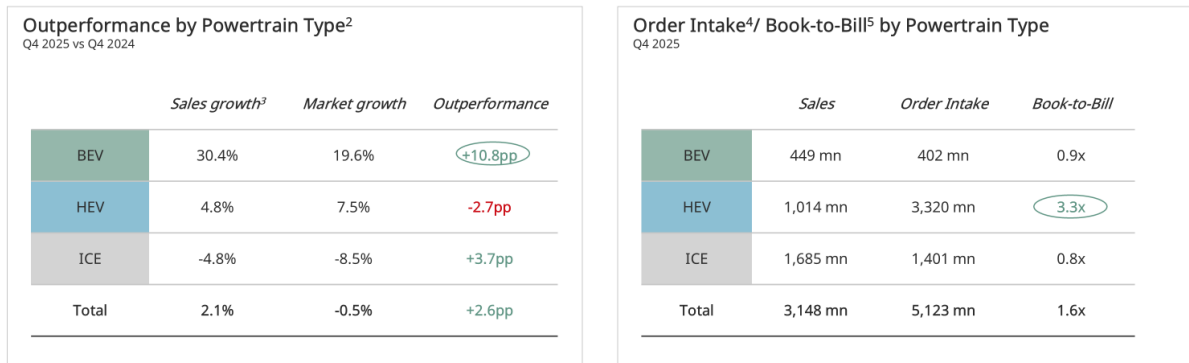 Outperformance by Powertrain Type²
Q4 2025 vs Q4 2024
Sales growth³ Market growth Outperformance
BEV 30.4% 19.6% +10.8pp
HEV 4.8% 7.5% -2.7pp
ICE -4.8% -8.5% +3.7pp
Total 2.1% -0.5% +2.6pp
Order Intake⁴/ Book-to-Bill⁵ by Powertrain Type
Q4 2025
Sales Order Intake Book-to-Bill
BEV 449 mn 402 mn 0.9x
HEV 1,014 mn 3,320 mn 3.3x
ICE 1,685 mn 1,401 mn 0.8x
Total 3,148 mn 5,123 mn 1.6x